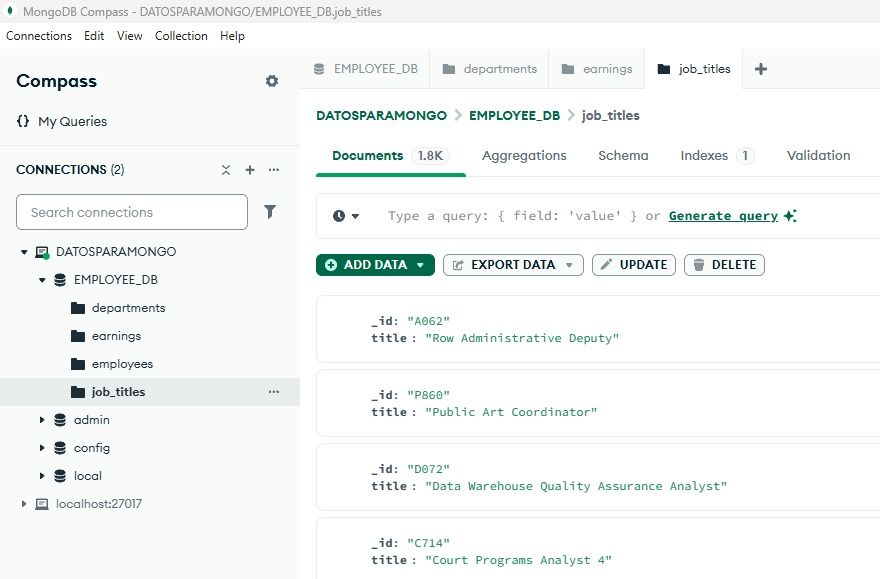 MongoDB Compass - DATOSPARAMONGO/EMPLOYEE_DB.job_titles
Connections Edit View Collection Help
Compass
My Queries
CONNECTIONS (2)
Search connections
DATOSPARAMONGO
EMPLOYEE_DB
departments
earnings
employees
job_titles
admin
config
local
localhost:27017
EMPLOYEE_DB departments earnings job_titles
DATOSPARAMONGO > EMPLOYEE_DB > job_titles
Documents 1.8K Aggregations Schema Indexes 1 Validation
Type a query: { field: 'value' } or Generate query
ADD DATA EXPORT DATA UPDATE DELETE
_id: "A062"
title : "Row Administrative Deputy"
_id: "P860"
title : "Public Art Coordinator"
_id: "D072"
title : "Data Warehouse Quality Assurance Analyst"
_id: "C714"
title : "Court Programs Analyst 4"